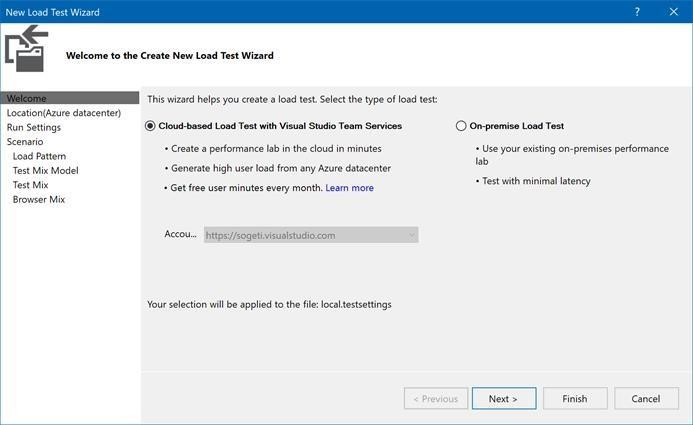 New Load Test Wizard
?
Welcome to the Create New Load Test Wizard
Welcome
Location(Azure datacenter)
Run Settings
Scenario
Load Pattern
Test Mix Model
Test Mix
Browser Mix
This wizard helps you create a load test. Select the type of load test:
Cloud-based Load Test with Visual Studio Team Services
• Create a performance lab in the cloud in minutes
• Generate high user load from any Azure datacenter
• Get free user minutes every month. Learn more
On-premise Load Test
• Use your existing on-premises performance
lab
• Test with minimal latency
Accou... https://sogeti.visualstudio.com
Your selection will be applied to the file: local.testsettings
< Previous Next > Finish Cancel